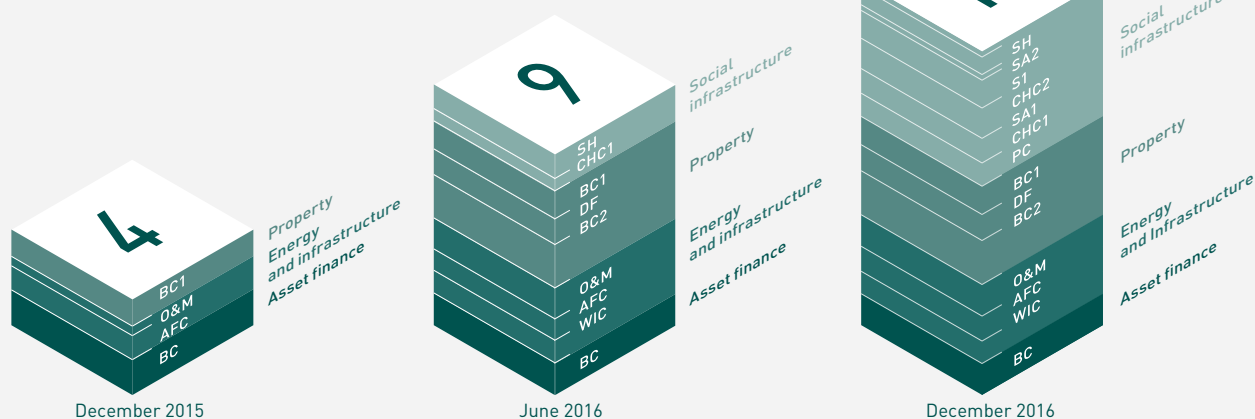 4
Property
Energy
and infrastructure
Asset finance
BC1
O&M
AFC
BC
December 2015
9
Social
infrastructure
Property
Energy
and infrastructure
Asset finance
SH
CHC1
BC1
DF
BC2
O&M
AFC
WIC
BC
June 2016
Social
infrastructure
Property
Energy
and Infrastructure
Asset finance
SH
SA2
S1
CHC2
SA1
CHC1
PC
BC1
DF
BC2
O&M
AFC
WIC
BC
December 2016